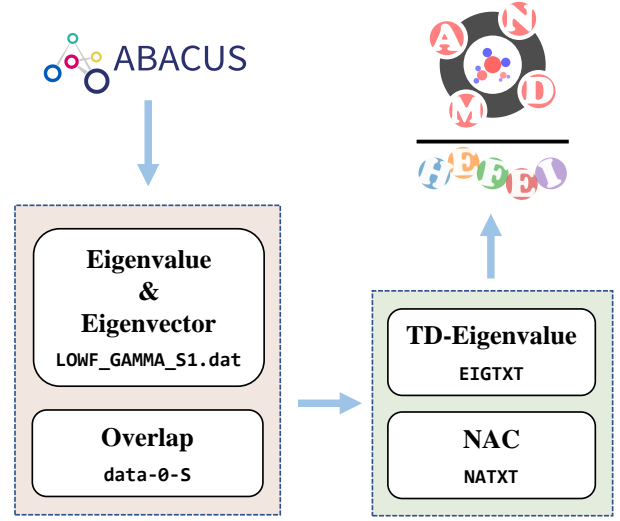 ABACUS
Eigenvalue
&
Eigenvector
LOWF_GAMMA_S1.dat
Overlap
data-0-S
A N
M D
HEFEI
TD-Eigenvalue
EIGTXT
NAC
NATXT